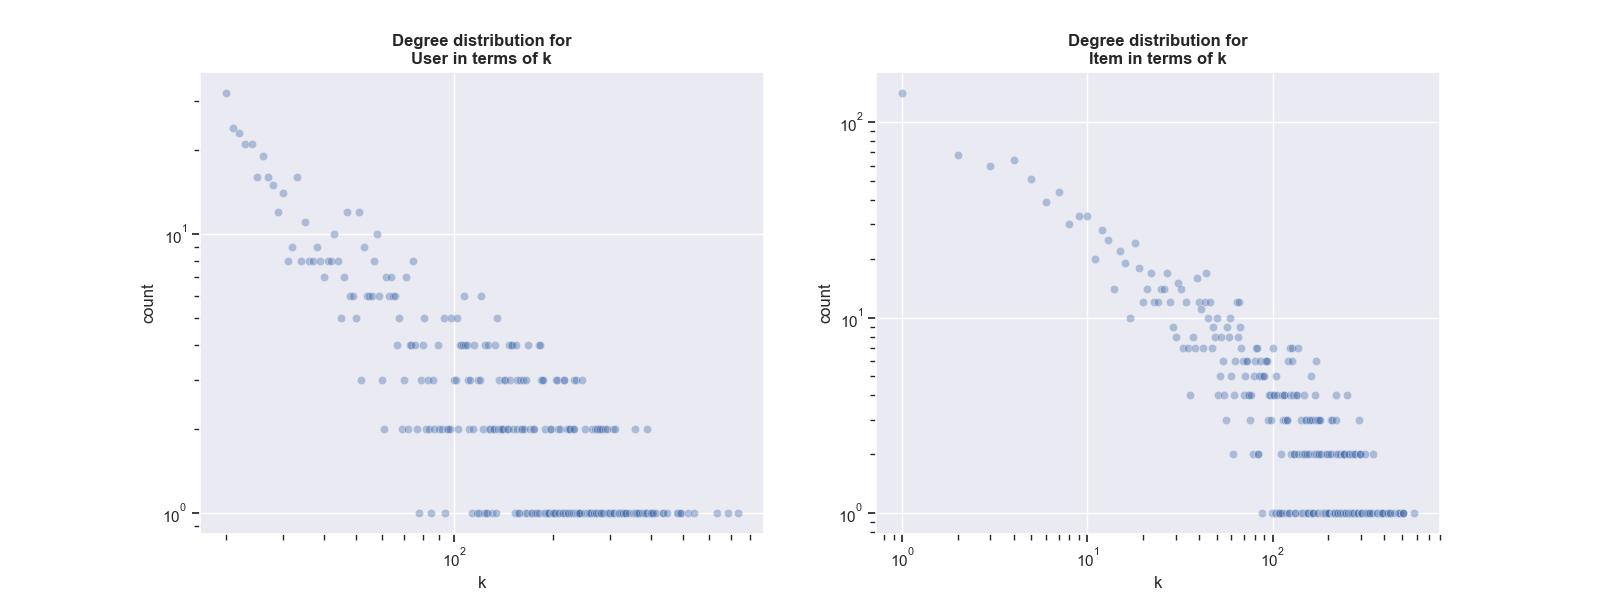 Degree distribution for
User in terms of k
count
10^1
10^0
10^2
k
Degree distribution for
Item in terms of k
count
10^2
10^1
10^0
10^0
10^1
10^2
k